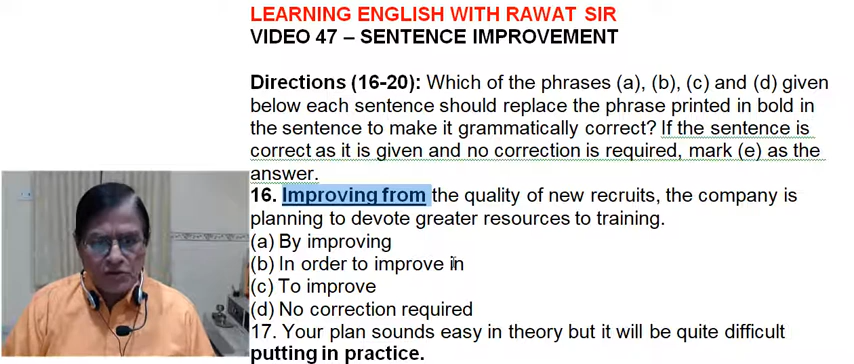 LEARNING ENGLISH WITH RAWAT SIR
VIDEO 47 – SENTENCE IMPROVEMENT
Directions (16-20): Which of the phrases (a), (b), (c) and (d) given
below each sentence should replace the phrase printed in bold in
the sentence to make it grammatically correct? If the sentence is
correct as it is given and no correction is required, mark (e) as the
answer.
16. Improving from the quality of new recruits, the company is
planning to devote greater resources to training.
(a) By improving
(b) In order to improve in
(c) To improve
(d) No correction required
17. Your plan sounds easy in theory but it will be quite difficult
putting in practice.